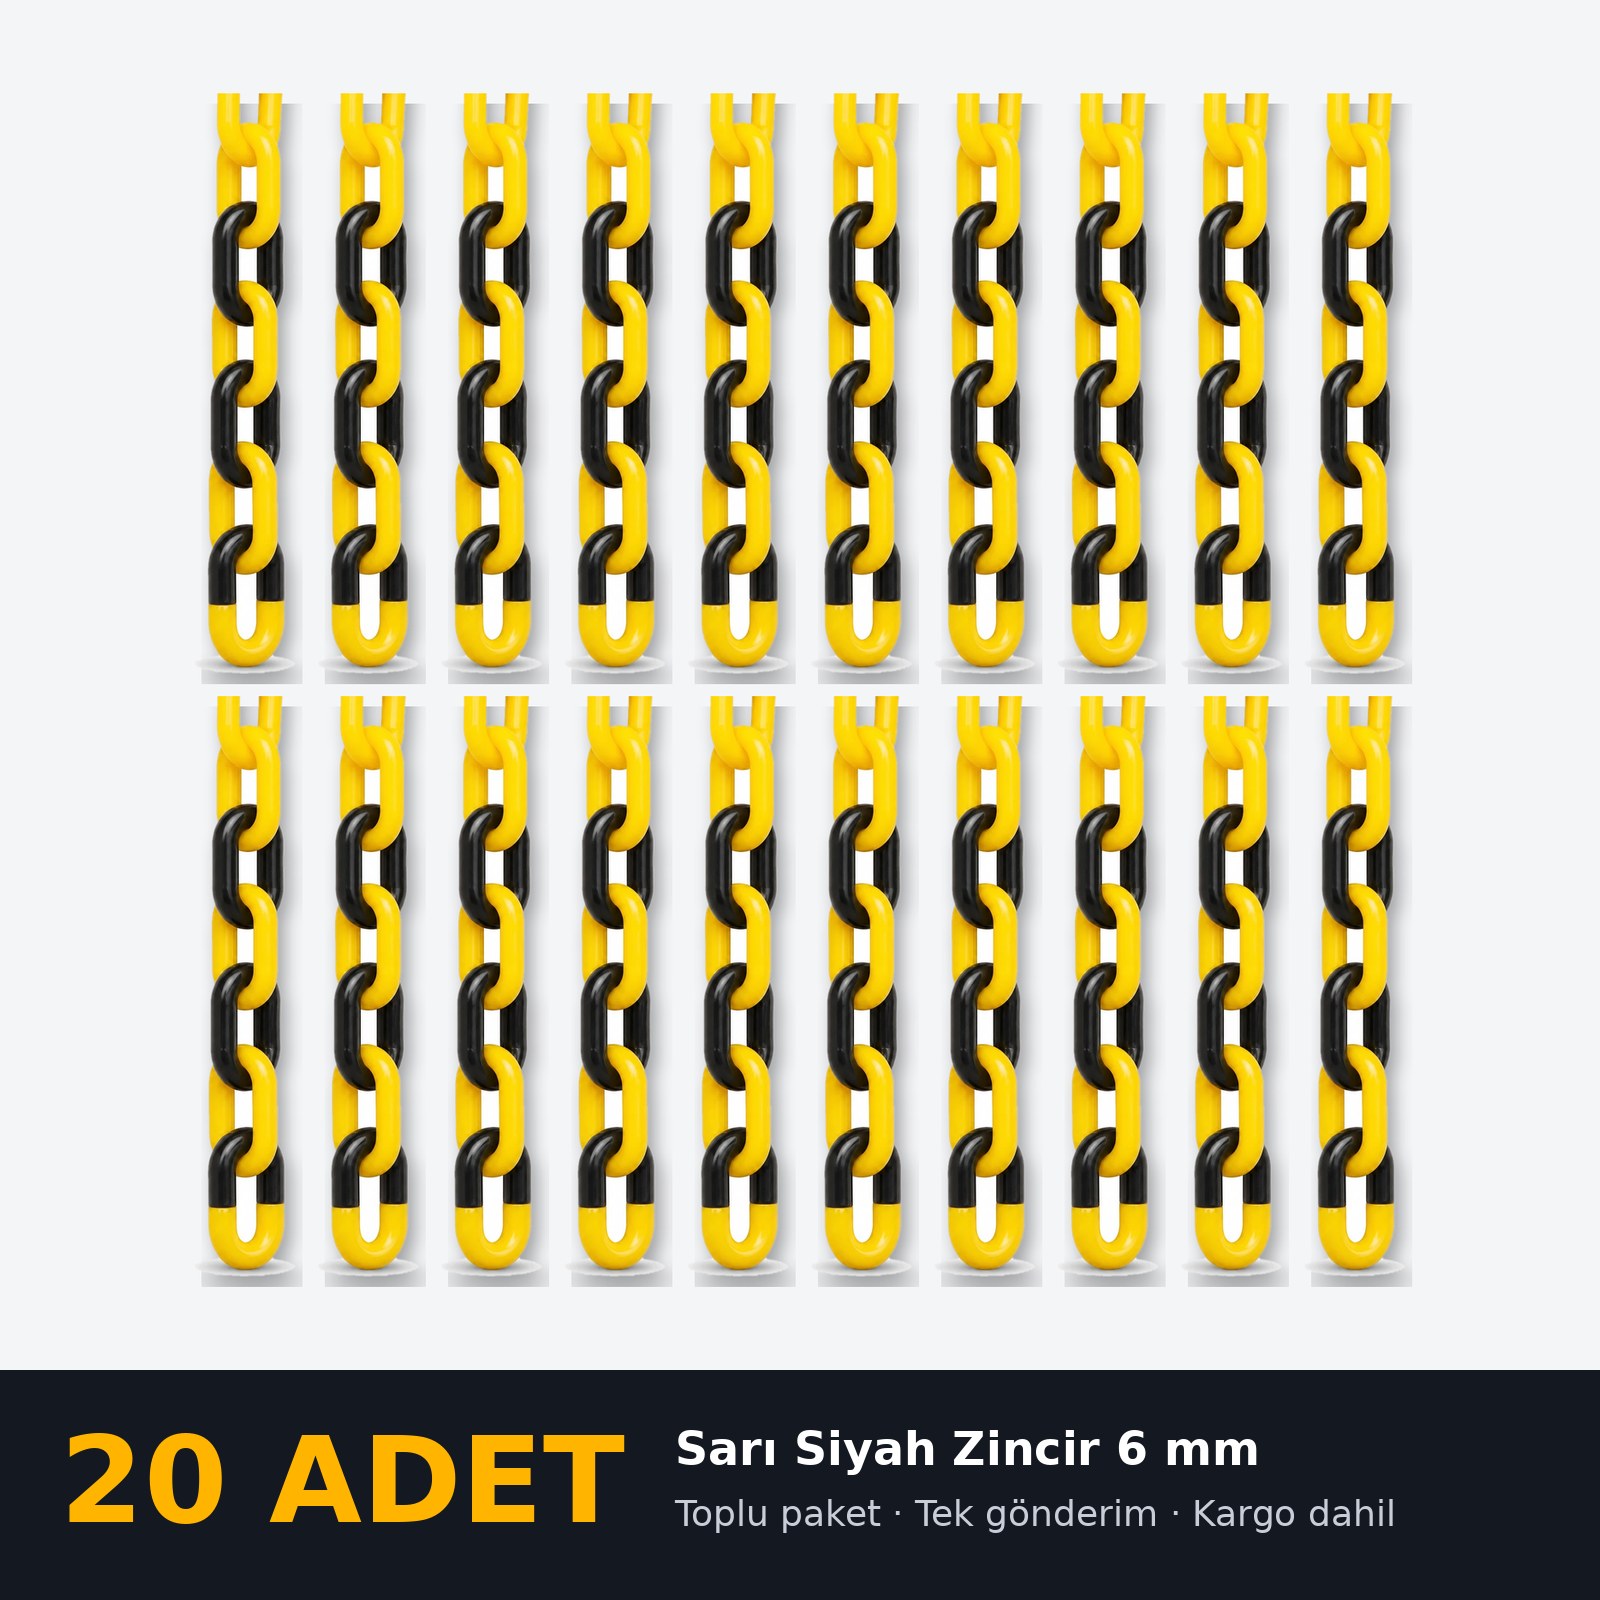 20 ADET
Sarı Siyah Zincir 6 mm
Toplu paket · Tek gönderim · Kargo dahil